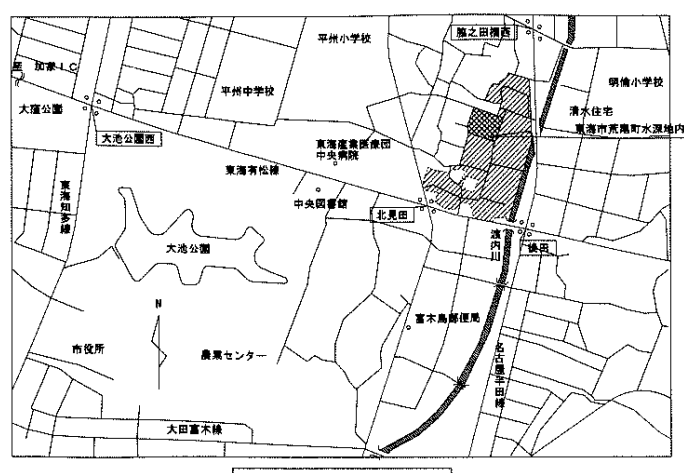 平州小学校
脇之田橋西
至 加家IC
平州中学校
明倫小学校
大窪公園
清水住宅
東海市荒尾町水深地内
大池公園西
東海産業医療団
中央病院
東海有松線
東海知多線
中央図書館
北見田
大池公園
渡内川
後田
N
富木島郵便局
市役所
農業センター
名古屋半田線
大田富木線